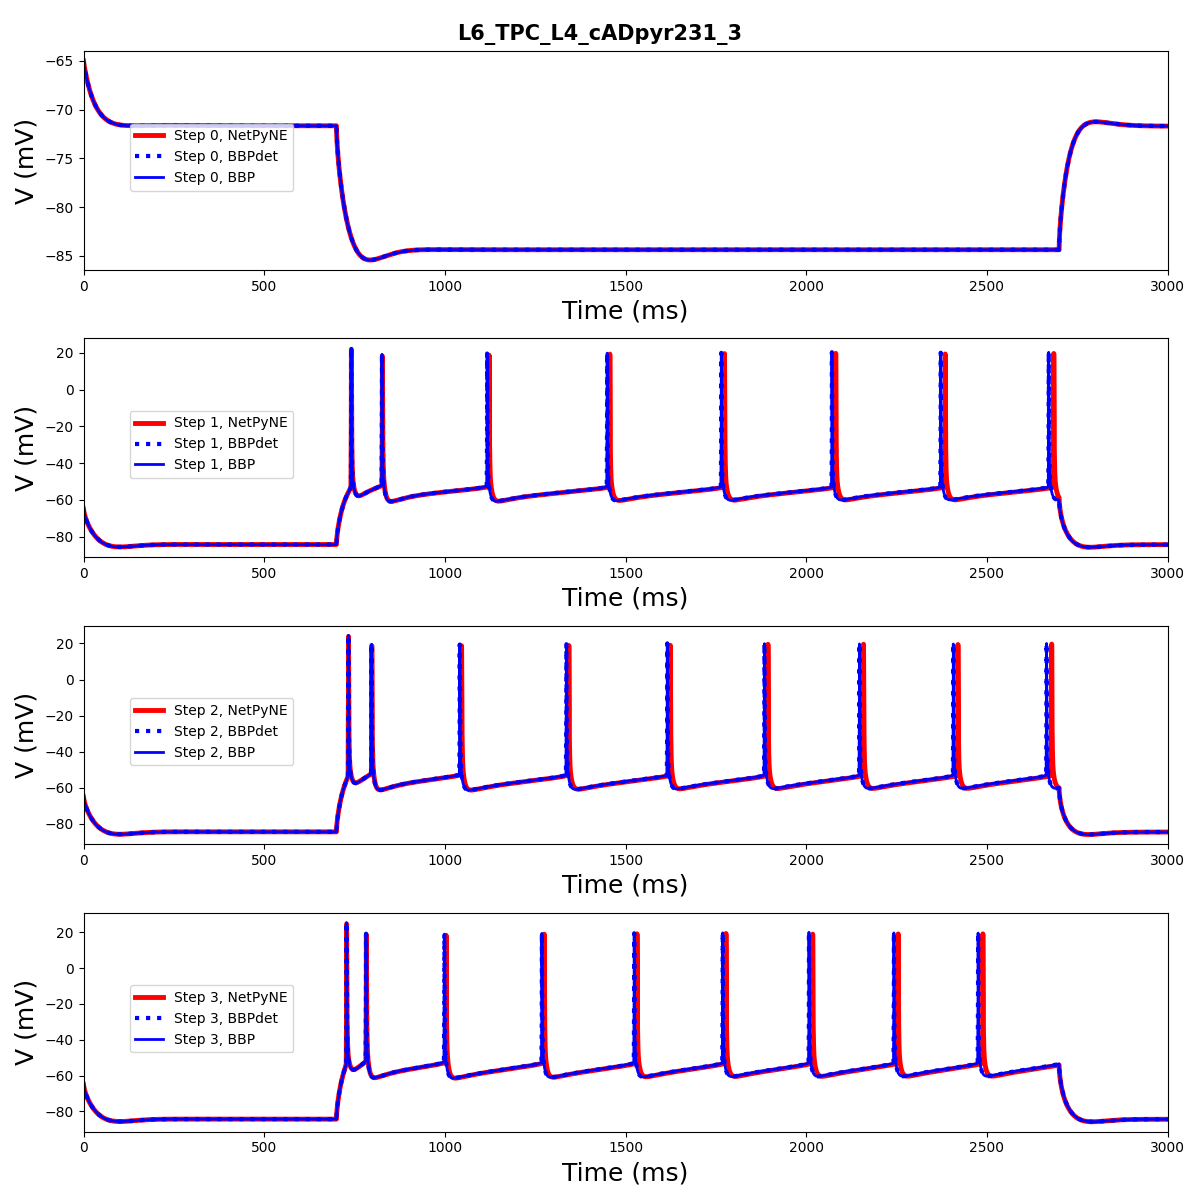 L6_TPC_L4_cADpyr231_3
−65
−70
−75
−80
−85
V (mV)
Step 0, NetPyNE
Step 0, BBPdet
Step 0, BBP
0 500 1000 1500 2000 2500 3000
Time (ms)
20
0
−20
−40
−60
−80
V (mV)
Step 1, NetPyNE
Step 1, BBPdet
Step 1, BBP
0 500 1000 1500 2000 2500 3000
Time (ms)
20
0
−20
−40
−60
−80
V (mV)
Step 2, NetPyNE
Step 2, BBPdet
Step 2, BBP
0 500 1000 1500 2000 2500 3000
Time (ms)
20
0
−20
−40
−60
−80
V (mV)
Step 3, NetPyNE
Step 3, BBPdet
Step 3, BBP
0 500 1000 1500 2000 2500 3000
Time (ms)